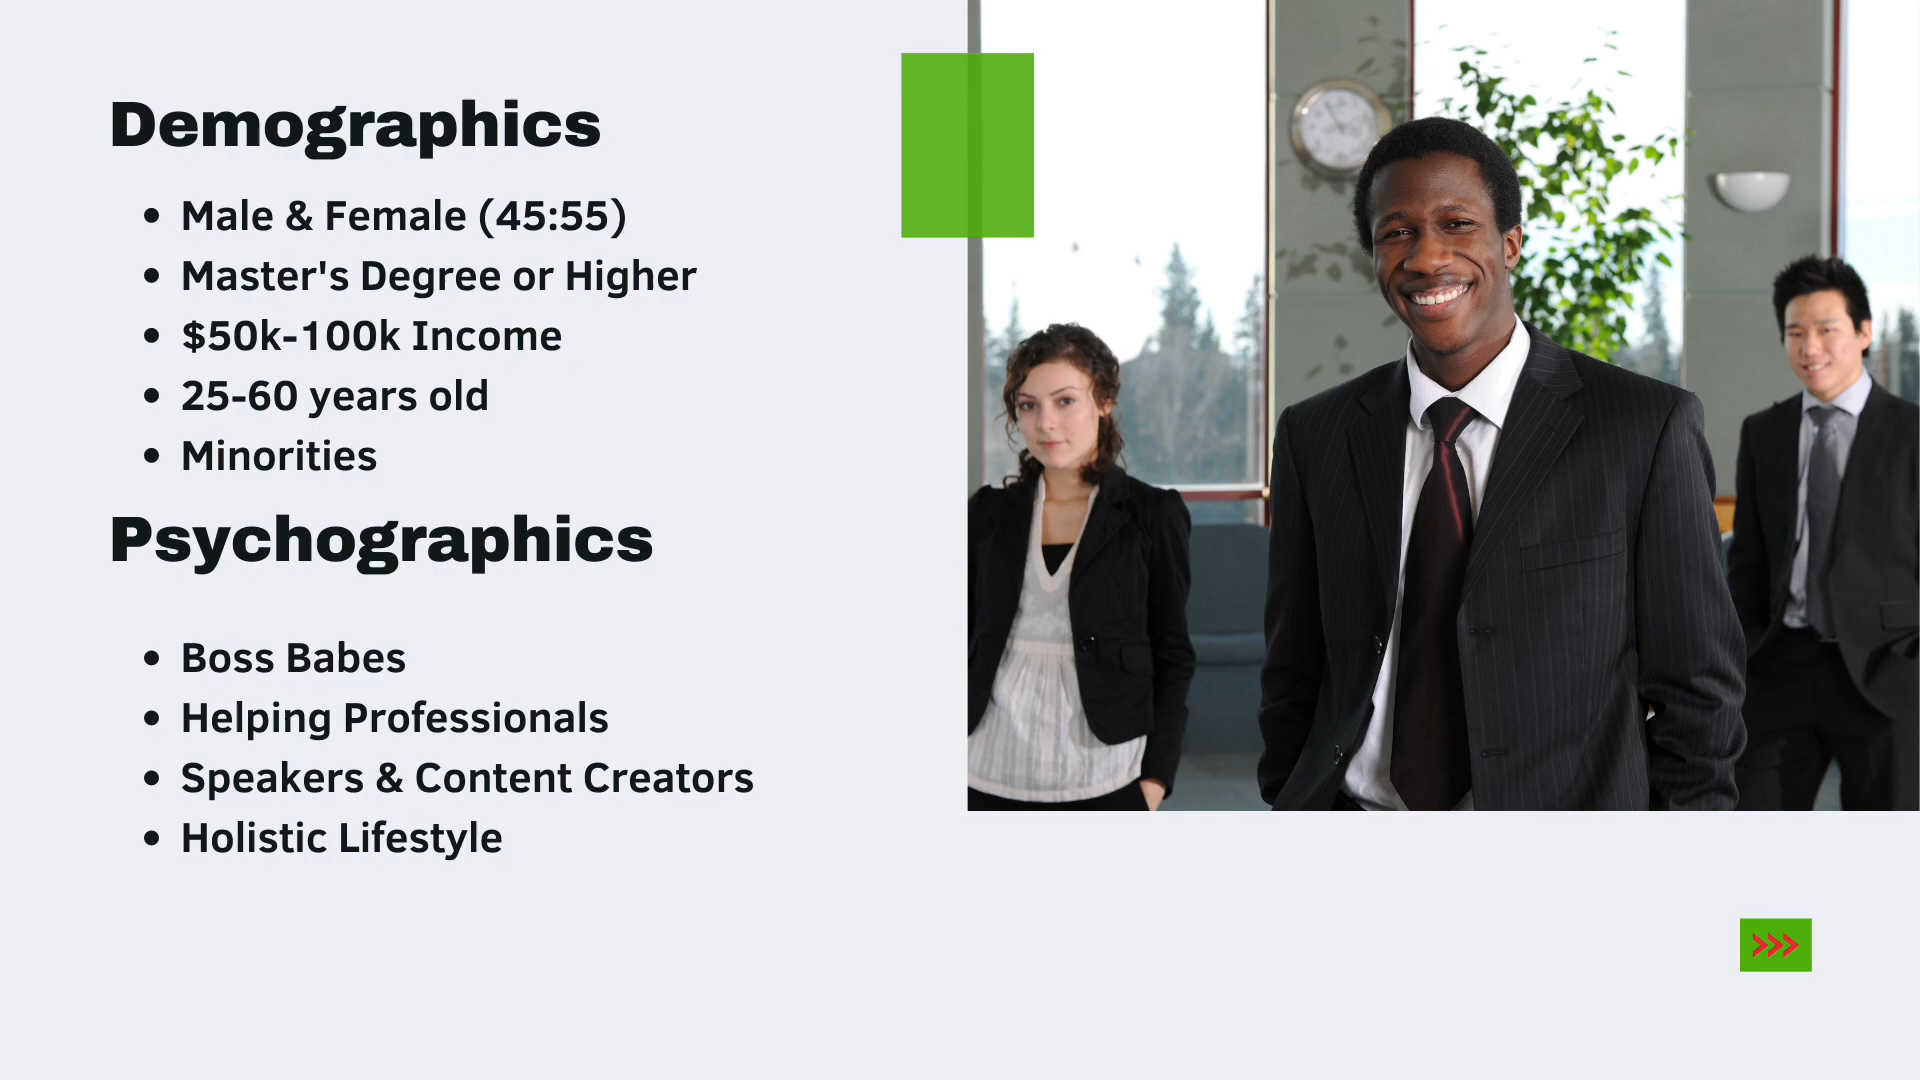 Demographics
• Male & Female (45:55)
• Master's Degree or Higher
• $50k-100k Income
• 25-60 years old
• Minorities
Psychographics
• Boss Babes
• Helping Professionals
• Speakers & Content Creators
• Holistic Lifestyle
>>>